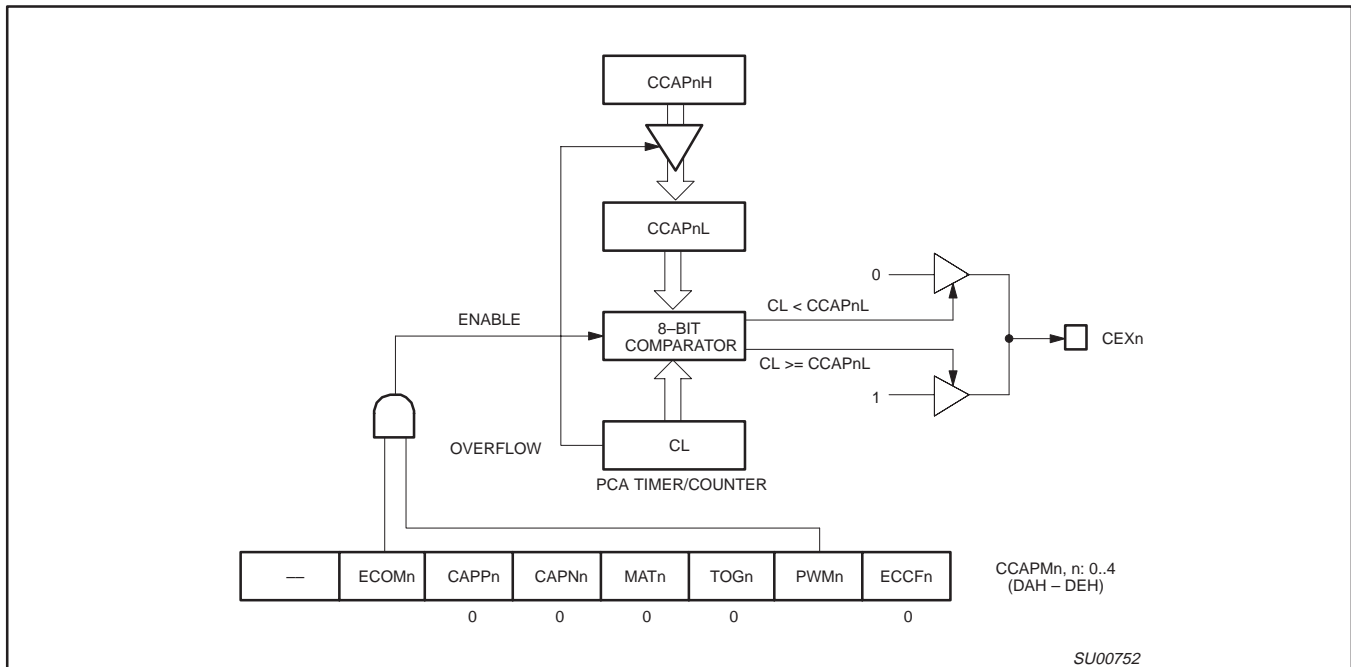 CCAPnH
CCAPnL
0
CL < CCAPnL
ENABLE
8–BIT
COMPARATOR
CEXn
CL >= CCAPnL
1
OVERFLOW
CL
PCA TIMER/COUNTER
— ECOMn CAPPn CAPNn MATn TOGn PWMn ECCFn
CCAPMn, n: 0..4
(DAH – DEH)
0 0 0 0 0
SU00752